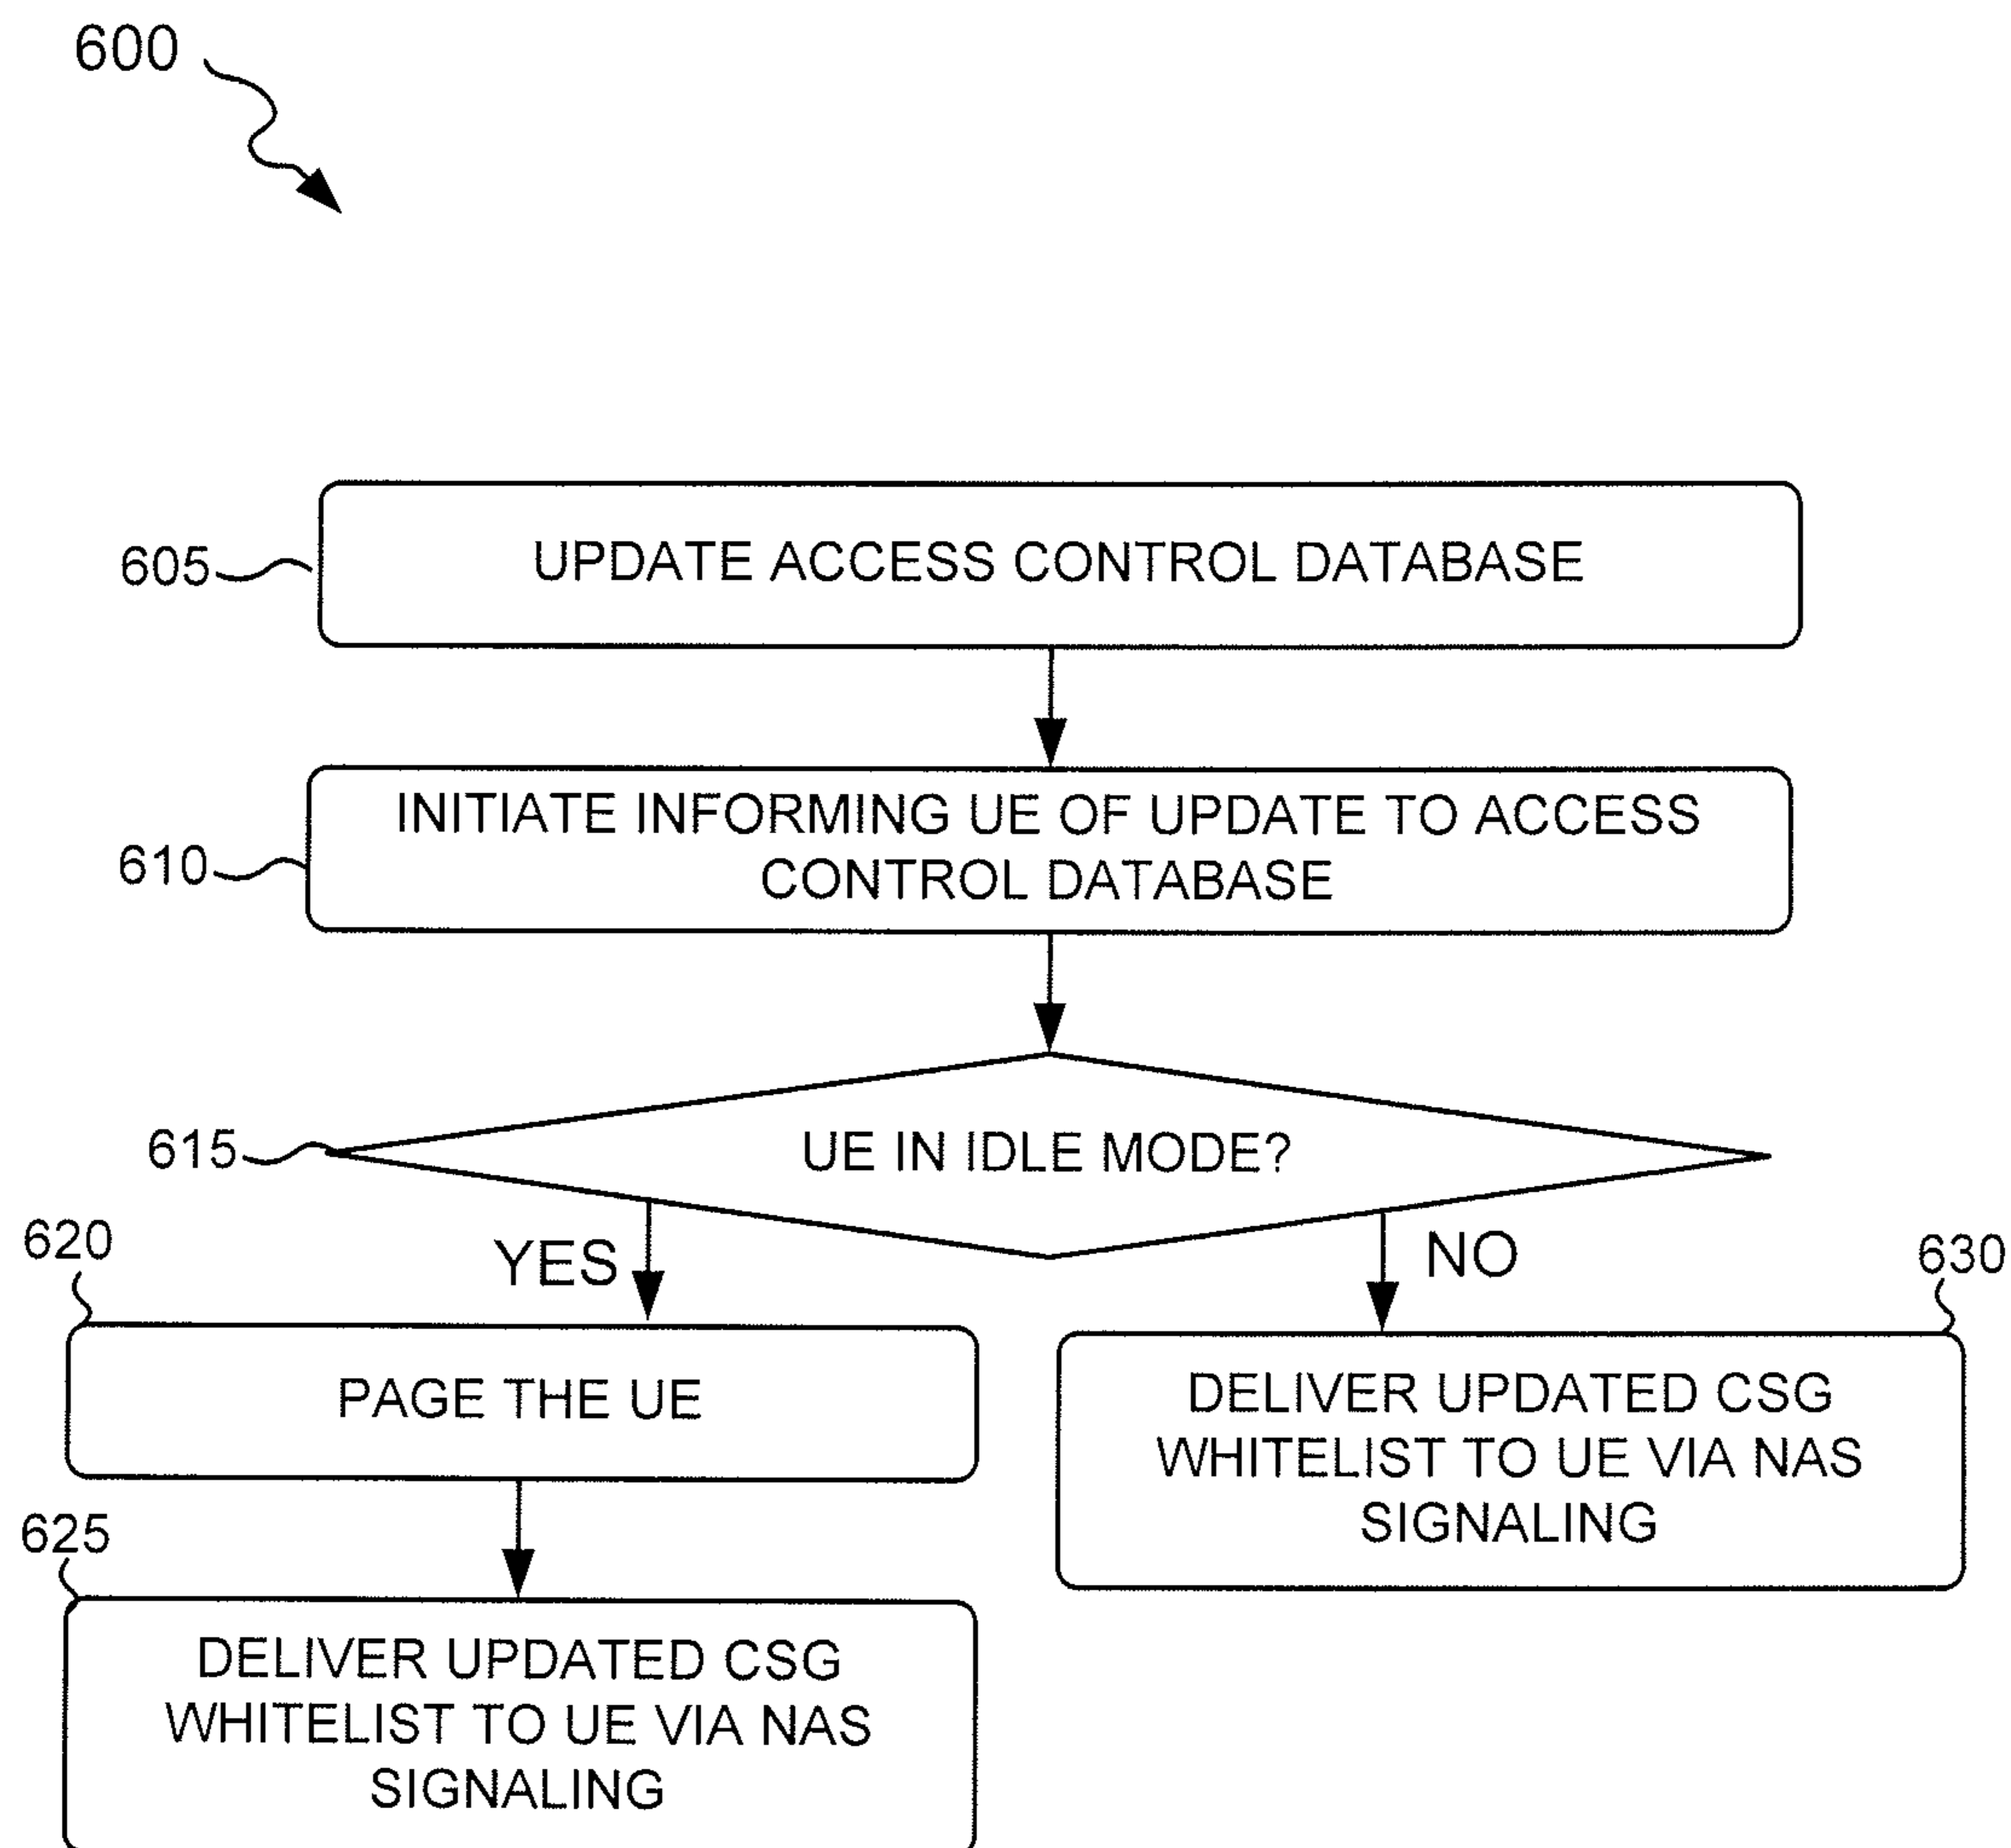 600
605
UPDATE ACCESS CONTROL DATABASE
610
INITIATE INFORMING UE OF UPDATE TO ACCESS
CONTROL DATABASE
615
UE IN IDLE MODE?
620
YES
NO
630
PAGE THE UE
DELIVER UPDATED CSG
WHITELIST TO UE VIA NAS
SIGNALING
625
DELIVER UPDATED CSG
WHITELIST TO UE VIA NAS
SIGNALING